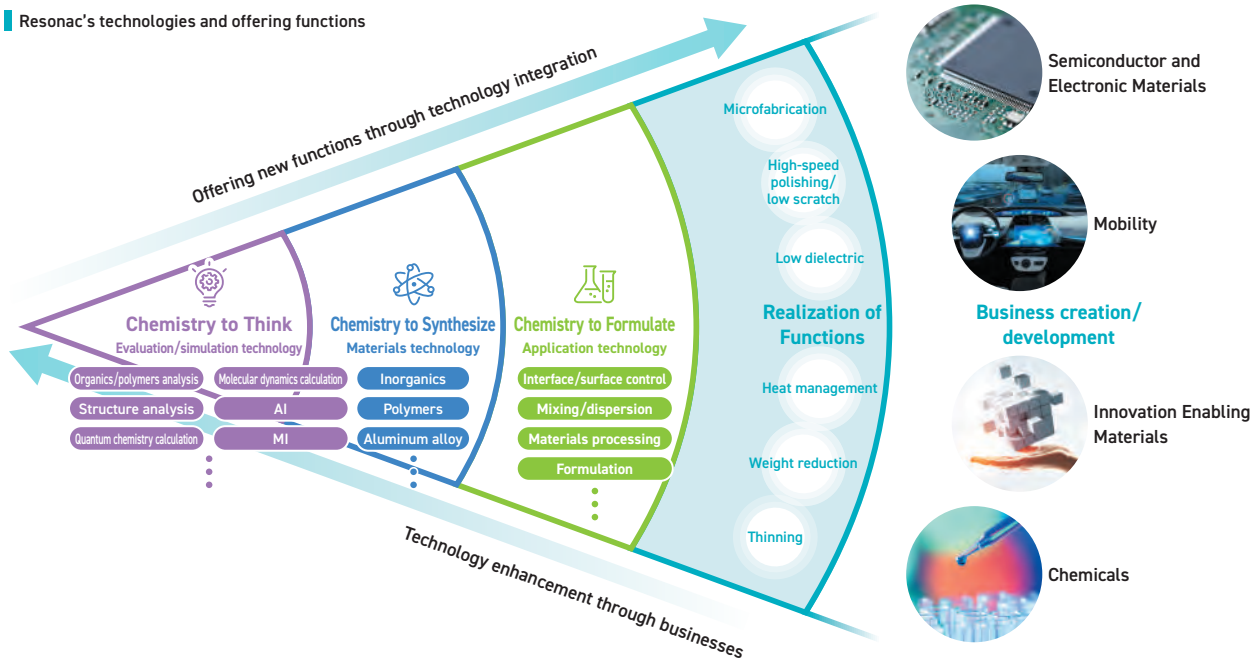 Resonac's technologies and offering functions
Offering new functions through technology integration
Chemistry to Think
Evaluation/simulation technology
Organics/polymers analysis
Molecular dynamics calculation
Structure analysis
AI
Quantum chemistry calculation
MI
Chemistry to Synthesize
Materials technology
Inorganics
Polymers
Aluminum alloy
Chemistry to Formulate
Application technology
Interface/surface control
Mixing/dispersion
Materials processing
Formulation
Microfabrication
High-speed
polishing/
low scratch
Low dielectric
Realization of
Functions
Heat management
Weight reduction
Thinning
Semiconductor and
Electronic Materials
Mobility
Business creation/
development
Innovation Enabling
Materials
Chemicals
Technology enhancement through businesses